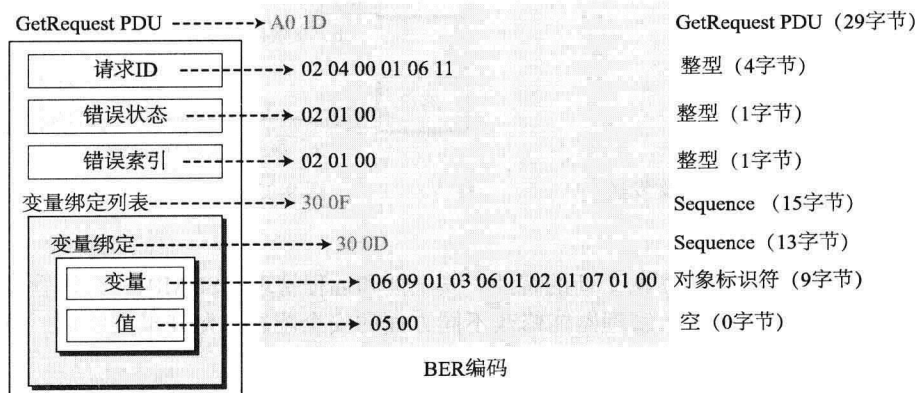 GetRequest PDU A0 1D GetRequest PDU（29字节）
请求ID 02 04 00 01 06 11 整型（4字节）
错误状态 02 01 00 整型（1字节）
错误索引 02 01 00 整型（1字节）
变量绑定列表 30 0F Sequence （15字节）
变量绑定 30 0D Sequence（13字节）
变量 06 09 01 03 06 01 02 01 07 01 00 对象标识符（9字节）
值 05 00 空（0字节）
BER编码